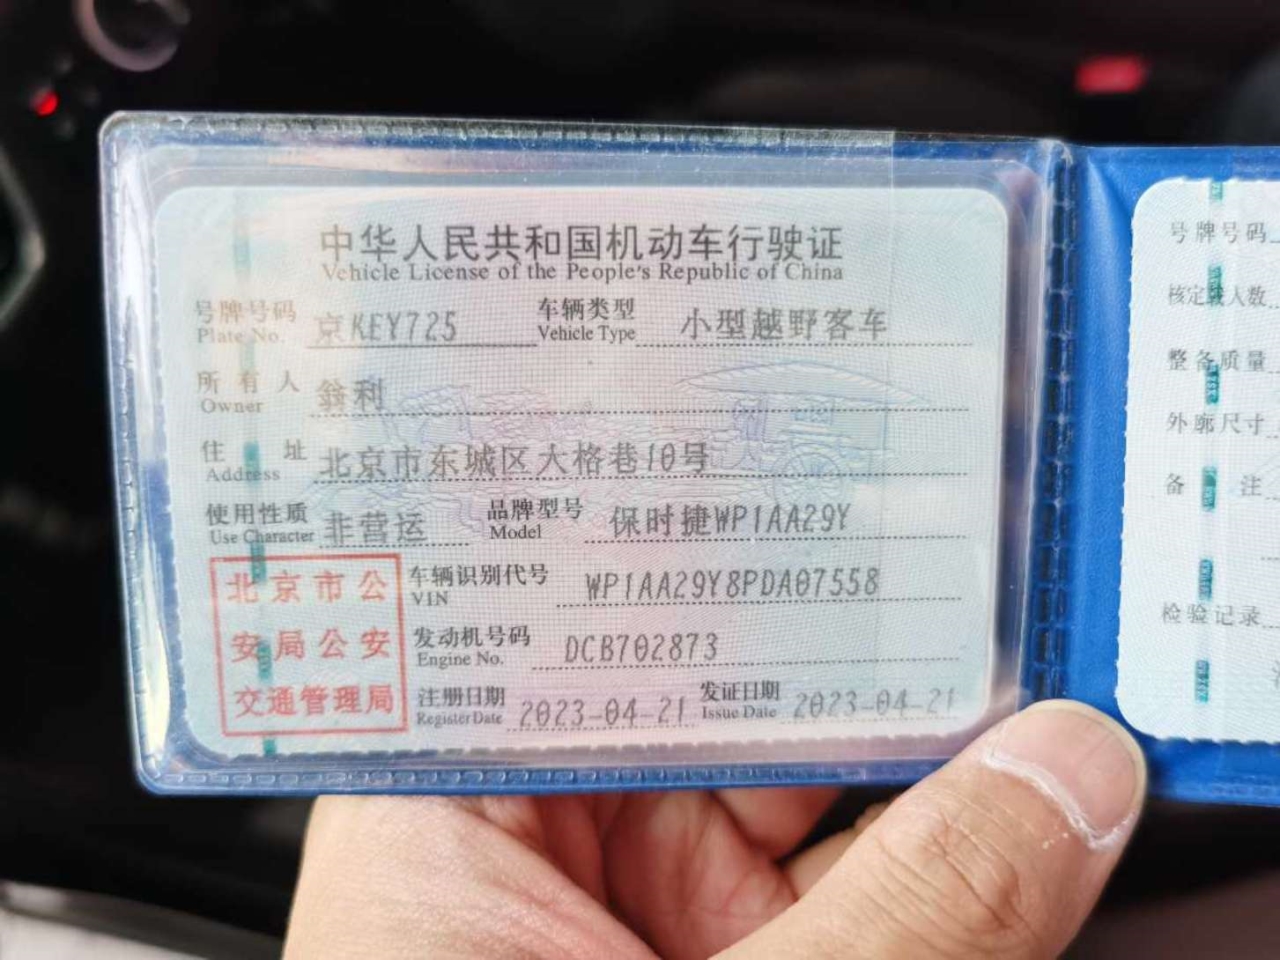 中华人民共和国机动车行驶证
Vehicle License of the People's Republic of China
号牌号码 京KEY725 车辆类型 小型越野客车
Plate No. Vehicle Type
所有人 翁利
Owner
住址 北京市东城区大格巷10号
Address
使用性质 非营运 品牌型号 保时捷WP1AA29Y
Use Character Model
北京市公
安局公安
交通管理局
车辆识别代号 WP1AA29Y8PDA07558
VIN
发动机号码 DCB702873
Engine No.
注册日期 2023-04-21 发证日期 2023-04-21
Register Date Issue Date
号牌号码
核定载人数
整备质量
外廓尺寸
备注
检验记录